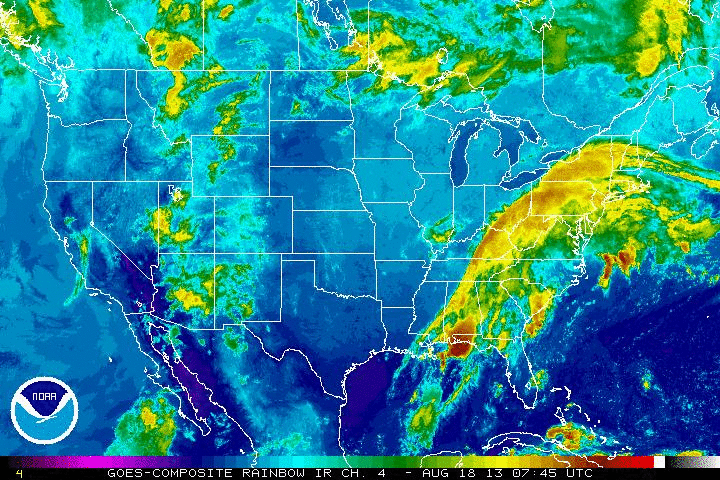 NOAA
4 GOES-COMPOSITE RAINBOW IR CH. 4 - AUG 18 13 07:45 UTC